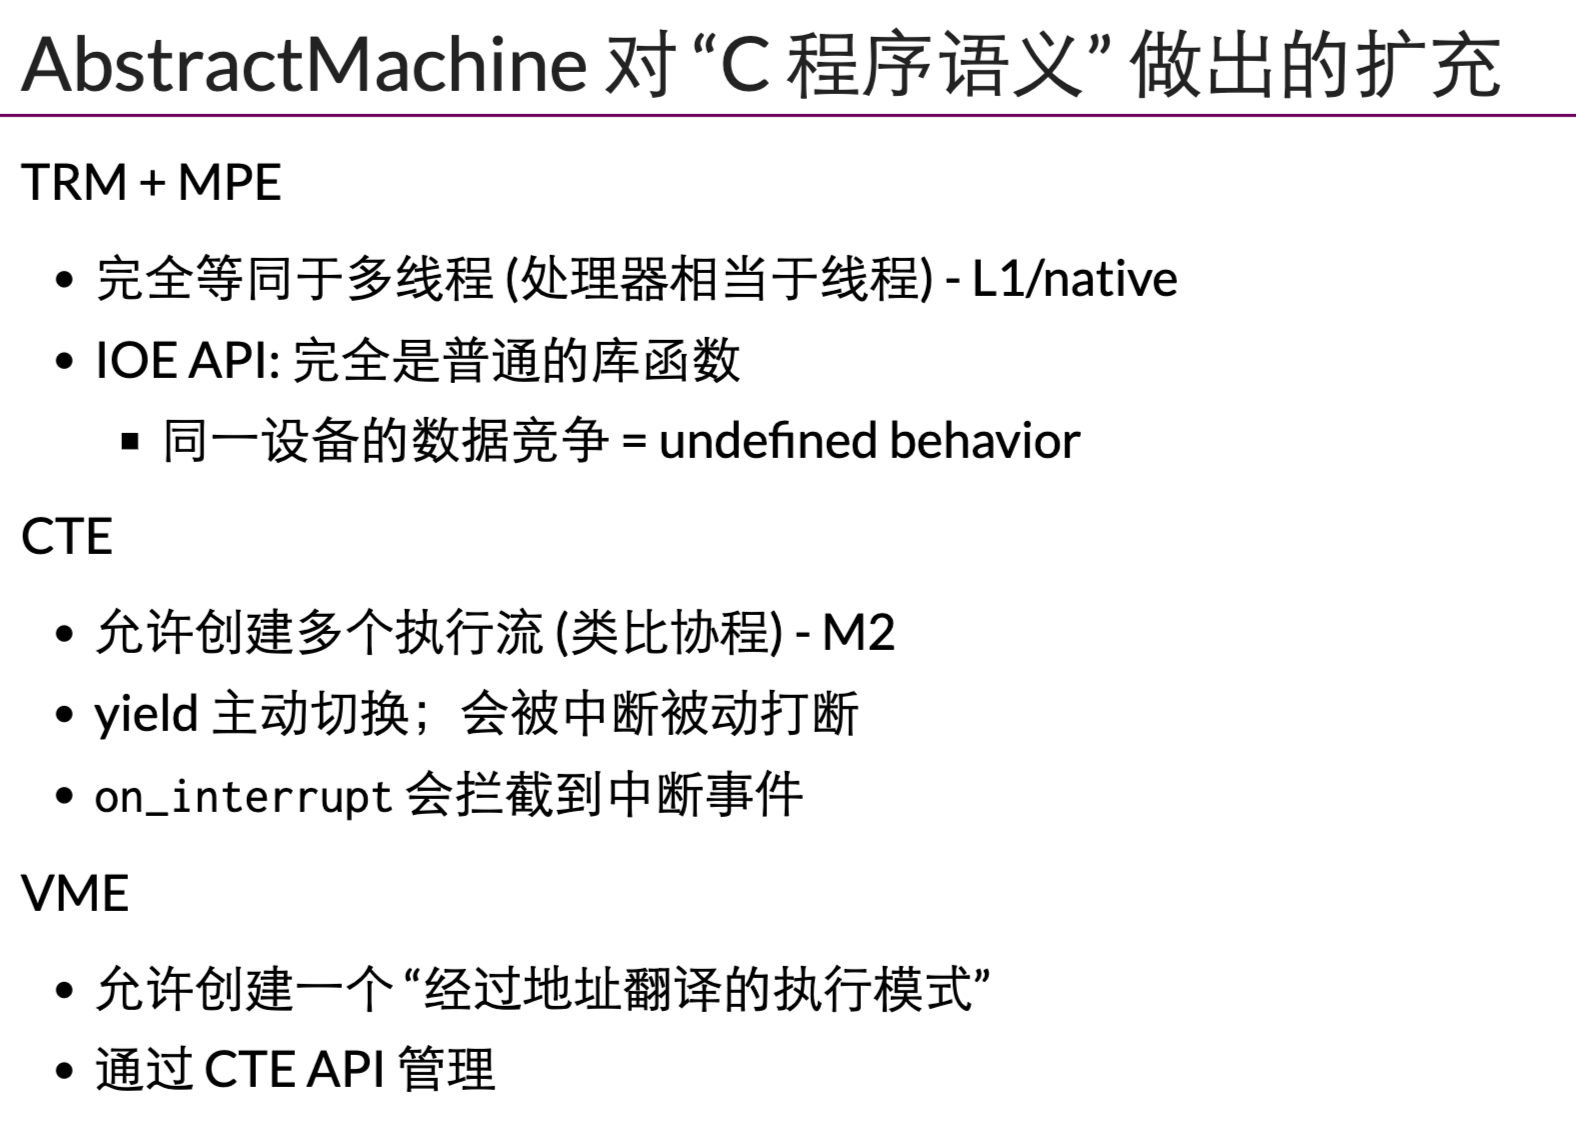 AbstractMachine 对 “C 程序语义” 做出的扩充
TRM + MPE
• 完全等同于多线程 (处理器相当于线程) - L1/native
• IOE API: 完全是普通的库函数
▪ 同一设备的数据竞争 = undefined behavior
CTE
• 允许创建多个执行流 (类比协程) - M2
• yield 主动切换；会被中断被动打断
• on_interrupt 会拦截到中断事件
VME
• 允许创建一个 “经过地址翻译的执行模式”
• 通过 CTE API 管理